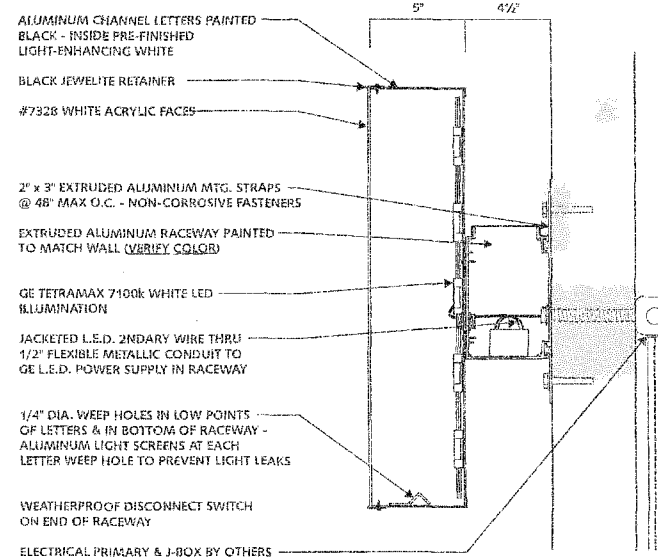 5"
4½"
ALUMINUM CHANNEL LETTERS PAINTED
BLACK - INSIDE PRE-FINISHED
LIGHT-ENHANCING WHITE
BLACK JEWELITE RETAINER
#7328 WHITE ACRYLIC FACES
2" x 3" EXTRUDED ALUMINUM MTG. STRAPS
@ 48" MAX O.C. - NON-CORROSIVE FASTENERS
EXTRUDED ALUMINUM RACEWAY PAINTED
TO MATCH WALL (VERIFY COLOR)
GE TETRAMAX 7100k WHITE LED
ILLUMINATION
JACKETED L.E.D. 2NDARY WIRE THRU
1/2" FLEXIBLE METALLIC CONDUIT TO
GE L.E.D. POWER SUPPLY IN RACEWAY
1/4" DIA. WEEP HOLES IN LOW POINTS
OF LETTERS & IN BOTTOM OF RACEWAY -
ALUMINUM LIGHT SCREENS AT EACH
LETTER WEEP HOLE TO PREVENT LIGHT LEAKS
WEATHERPROOF DISCONNECT SWITCH
ON END OF RACEWAY
ELECTRICAL PRIMARY & J-BOX BY OTHERS